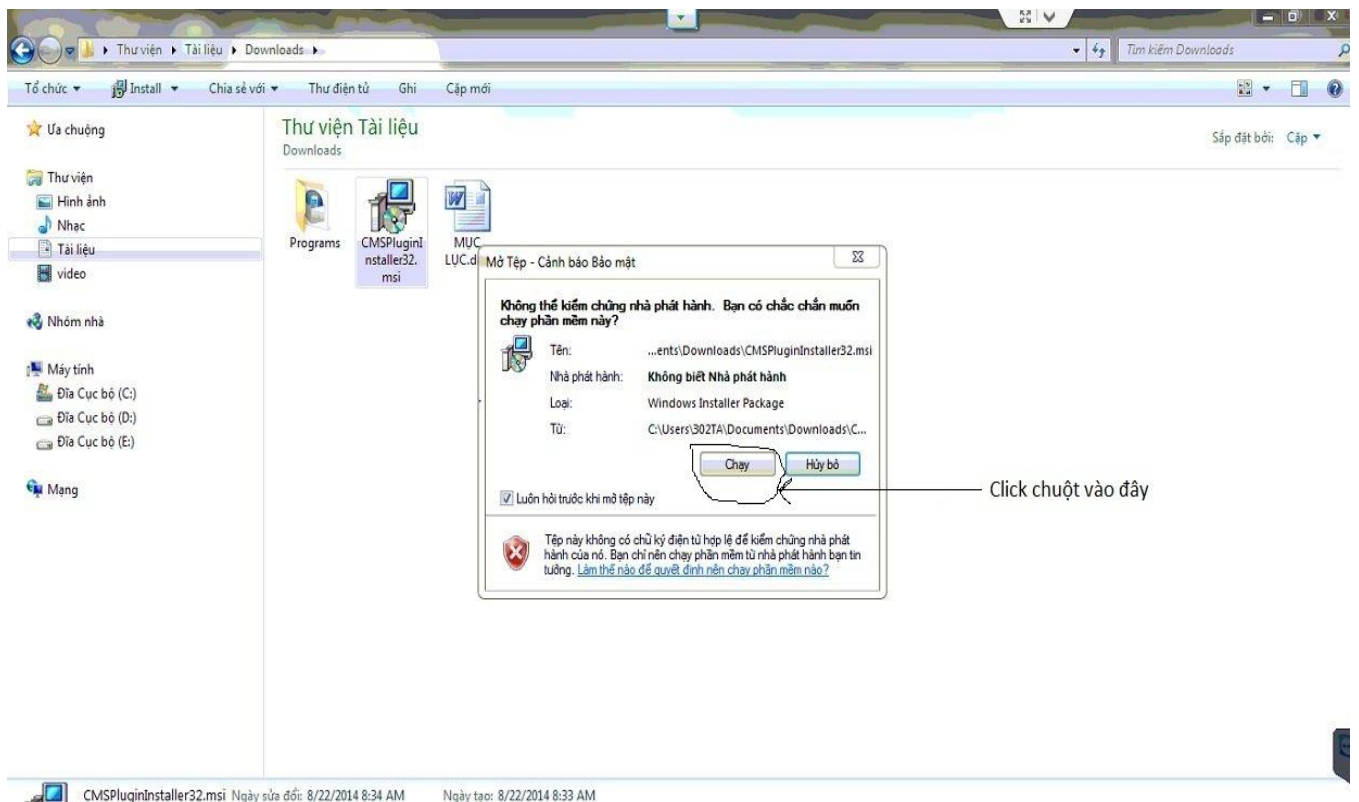 Thư viện ▸ Tài liệu ▸ Downloads ▸
Tìm kiếm Downloads
Tổ chức Install Chia sẻ với Thư điện tử Ghi Cặp mới
Ưa chuộng
Thư viện
Hình ảnh
Nhạc
Tài liệu
video
Nhóm nhà
Máy tính
Đĩa Cục bộ (C:)
Đĩa Cục bộ (D:)
Đĩa Cục bộ (E:)
Mạng
Thư viện Tài liệu
Downloads
Sắp đặt bởi: Cặp
Programs
CMSPluginI
nstaller32.
msi
MỤC
LỤC.d
Mở Tệp - Cảnh báo Bảo mật
Không thể kiểm chứng nhà phát hành. Bạn có chắc chắn muốn
chạy phần mềm này?
Tên: ...ents\Downloads\CMSPluginInstaller32.msi
Nhà phát hành: Không biết Nhà phát hành
Loại: Windows Installer Package
Từ: C:\Users\302TA\Documents\Downloads\C...
Chạy Hủy bỏ
Click chuột vào đây
Luôn hỏi trước khi mở tệp này
Tệp này không có chữ ký điện tử hợp lệ để kiểm chứng nhà phát
hành của nó. Bạn chỉ nên chạy phần mềm từ nhà phát hành bạn tin
tưởng. Làm thế nào để quyết định nên chạy phần mềm nào?
CMSPluginInstaller32.msi Ngày sửa đổi: 8/22/2014 8:34 AM Ngày tạo: 8/22/2014 8:33 AM